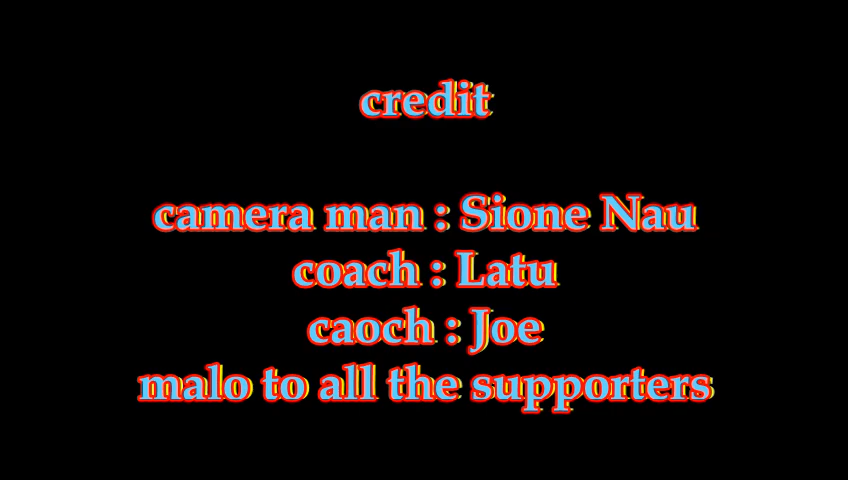 credit
camera man : Sione Nau
coach : Latu
caoch : Joe
malo to all the supporters